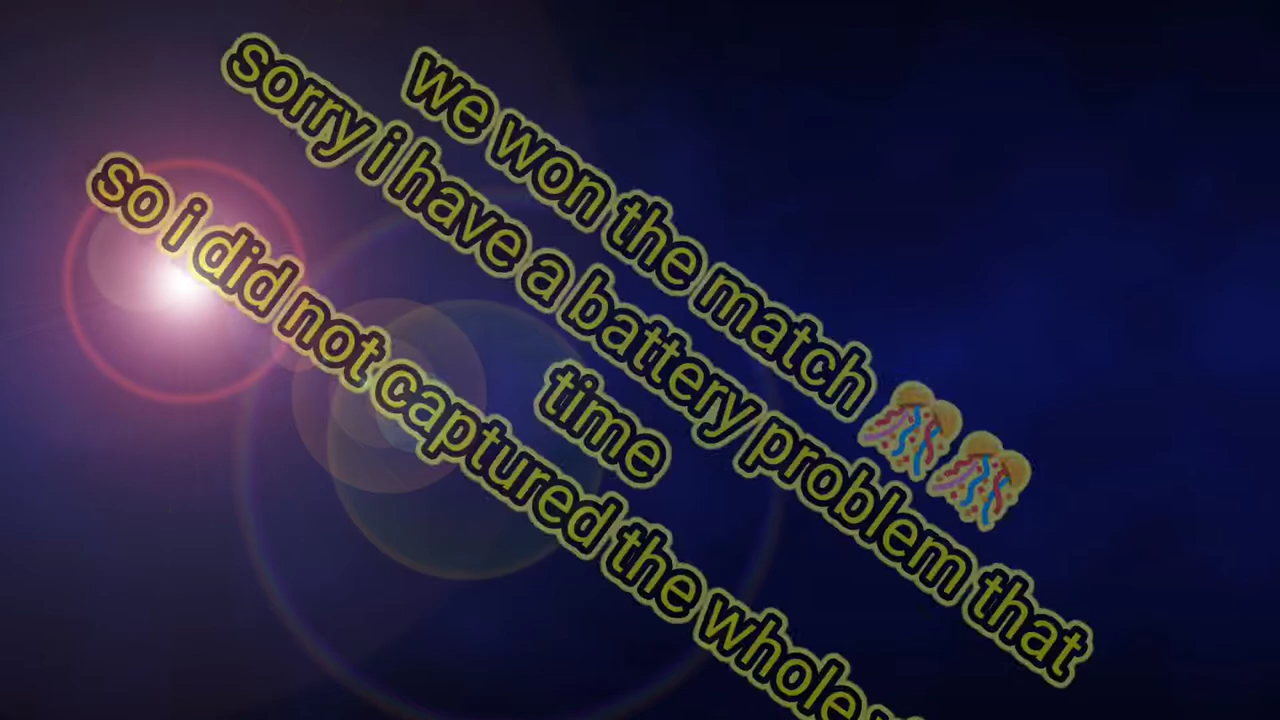 we won the match 🎊🎊
sorry i have a battery problem that
time
so i did not captured the whole